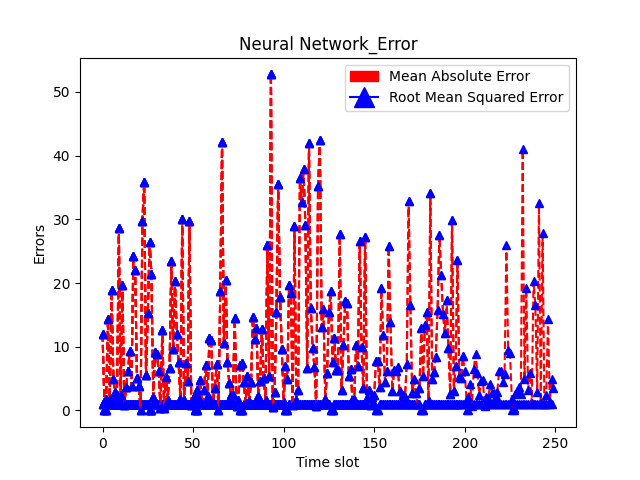 Neural Network_Error
Mean Absolute Error
Root Mean Squared Error
Errors
50
40
30
20
10
0
0 50 100 150 200 250
Time slot